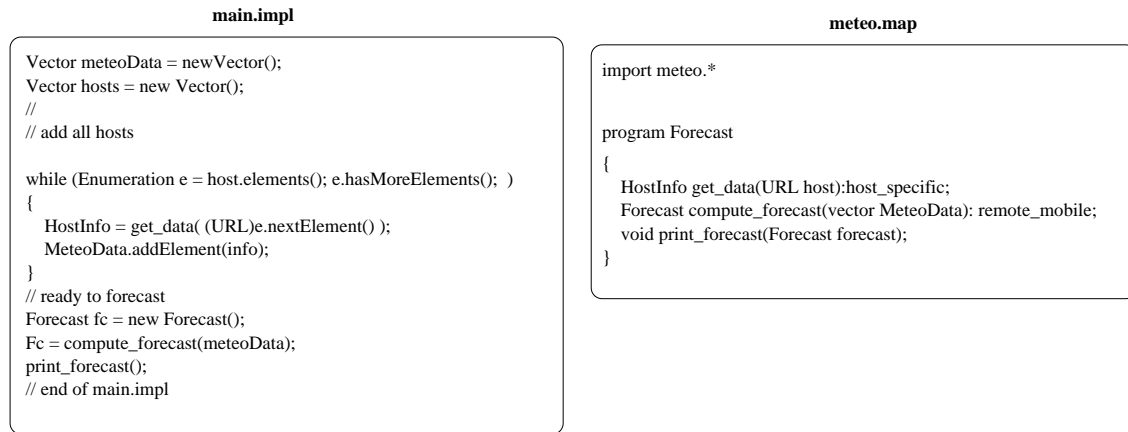 main.impl
Vector meteoData = newVector();
Vector hosts = new Vector();
//
// add all hosts
while (Enumeration e = host.elements(); e.hasMoreElements();  )
{
HostInfo = get_data( (URL)e.nextElement() );
MeteoData.addElement(info);
}
// ready to forecast
Forecast fc = new Forecast();
Fc = compute_forecast(meteoData);
print_forecast();
// end of main.impl
meteo.map
import meteo.*
program Forecast
{
HostInfo get_data(URL host):host_specific;
Forecast compute_forecast(vector MeteoData): remote_mobile;
void print_forecast(Forecast forecast);
}